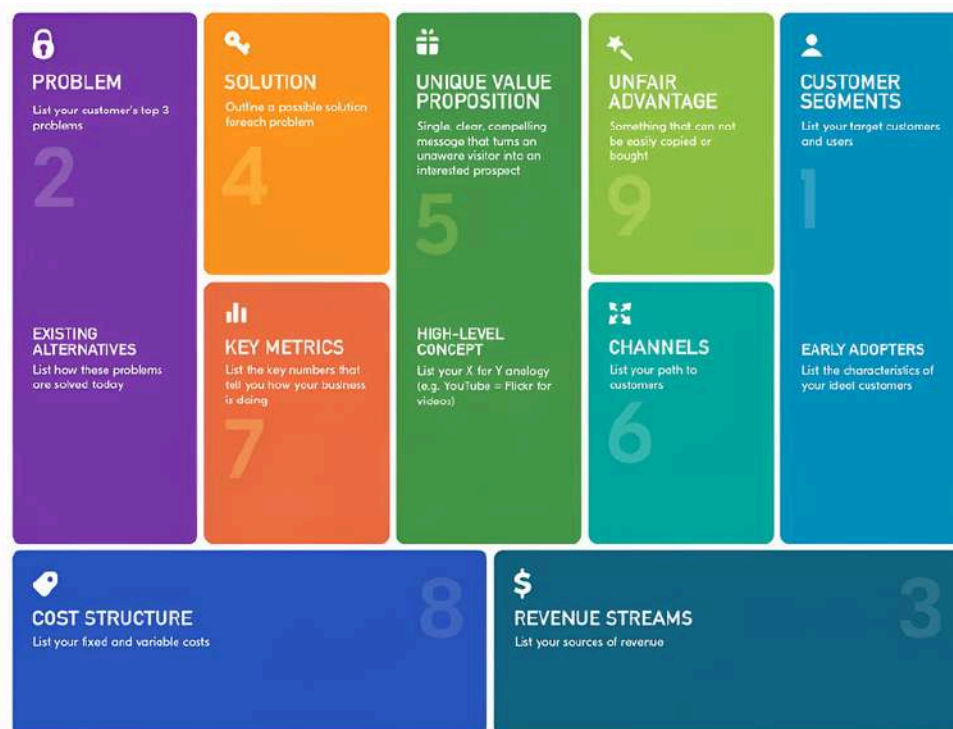 PROBLEM
List your customer's top 3
problems
2
EXISTING
ALTERNATIVES
List how these problems
are solved today
SOLUTION
Outline a possible solution
foreach problem
4
KEY METRICS
List the key numbers that
tell you how your business
is doing
7
UNIQUE VALUE
PROPOSITION
Single, clear, compelling
message that turns an
unaware visitor into an
interested prospect
5
HIGH-LEVEL
CONCEPT
List your X for Y analogy
(e.g. YouTube = Flickr for
videos)
UNFAIR
ADVANTAGE
Something that can not
be easily copied or
bought
9
CHANNELS
List your path to
customers
6
CUSTOMER
SEGMENTS
List your target customers
and users
1
EARLY ADOPTERS
List the characteristics of
your ideal customers
COST STRUCTURE
List your fixed and variable costs
8
$
REVENUE STREAMS
List your sources of revenue
3